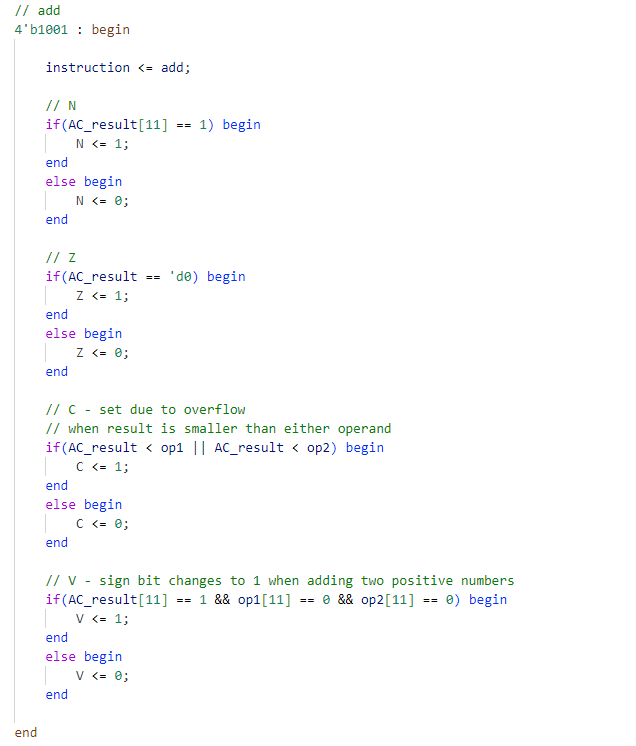 // add
4'b1001 : begin
instruction <= add;
// N
if(AC_result[11] == 1) begin
N <= 1;
end
else begin
N <= 0;
end
// Z
if(AC_result == 'd0) begin
Z <= 1;
end
else begin
Z <= 0;
end
// C - set due to overflow
// when result is smaller than either operand
if(AC_result < op1 || AC_result < op2) begin
C <= 1;
end
else begin
C <= 0;
end
// V - sign bit changes to 1 when adding two positive numbers
if(AC_result[11] == 1 && op1[11] == 0 && op2[11] == 0) begin
V <= 1;
end
else begin
V <= 0;
end
end